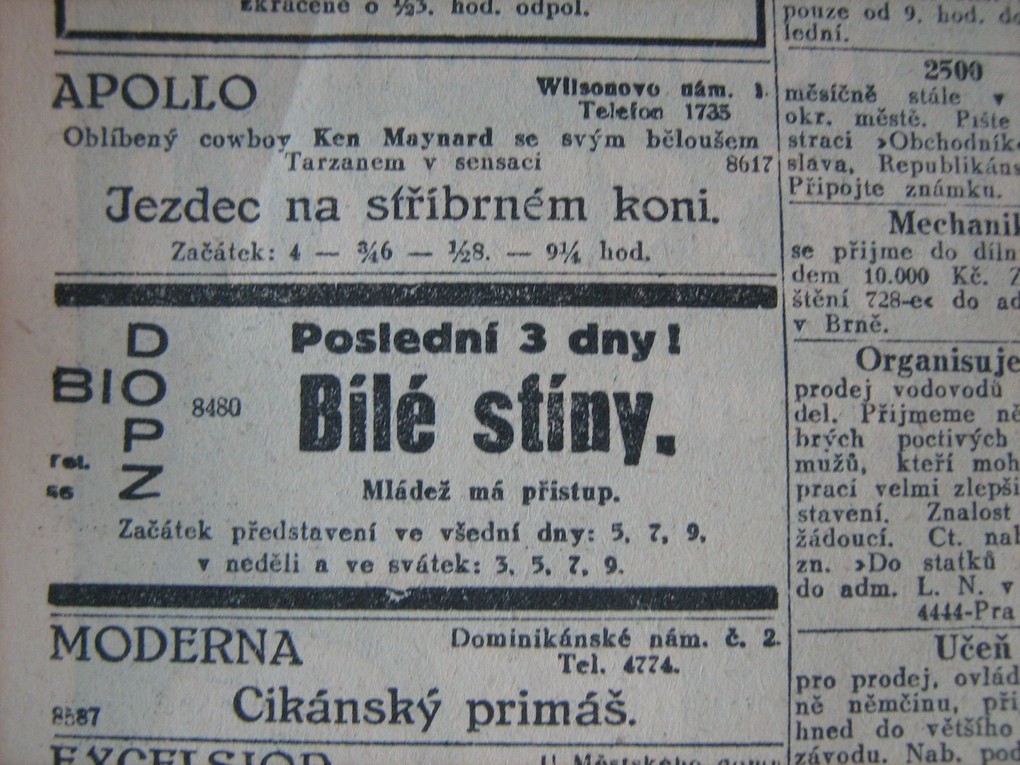 zkráceně o ½3. hod. odpol.
APOLLO
Wilsonovo nám. 1.
Telefon 1735
Oblíbený cowboy Ken Maynard se svým běloušem
Tarzanem v sensaci 8617
Jezdec na stříbrném koni.
Začátek: 4 — ¾6 — ½8. — 9¼ hod.
DOPZ
BIO
Tel.
56
8480
Poslední 3 dny!
Bílé stíny.
Mládež má přistup.
Začátek představení ve všední dny: 5, 7, 9,
v neděli a ve svátek: 3, 5, 7, 9.
MODERNA
Dominikánské nám. č. 2.
Tel. 4774.
8587
Cikánský primáš.
EXCELSIOR
pouze od 9. hod. do
lední.
2500
měsíčně stále v
okr. městě. Pište
straci »Obchodník
slava, Republikáns
Připojte známku.
Mechanik
se přijme do díln
dem 10.000 Kč. Z
štění 728-e« do ad
v Brně.
Organisuje
prodej vodovodů
del. Přijmeme ně
brých poctivých
mužů, kteří moh
prací velmi zlepši
stavení. Znalost
žádoucí. Ct. nab
zn. »Do statků
do adm. L. N. v
4444-Pra
Učeň
pro prodej, ovlád
ně němčinu, při
hned do většího
závodu. Nab. pod